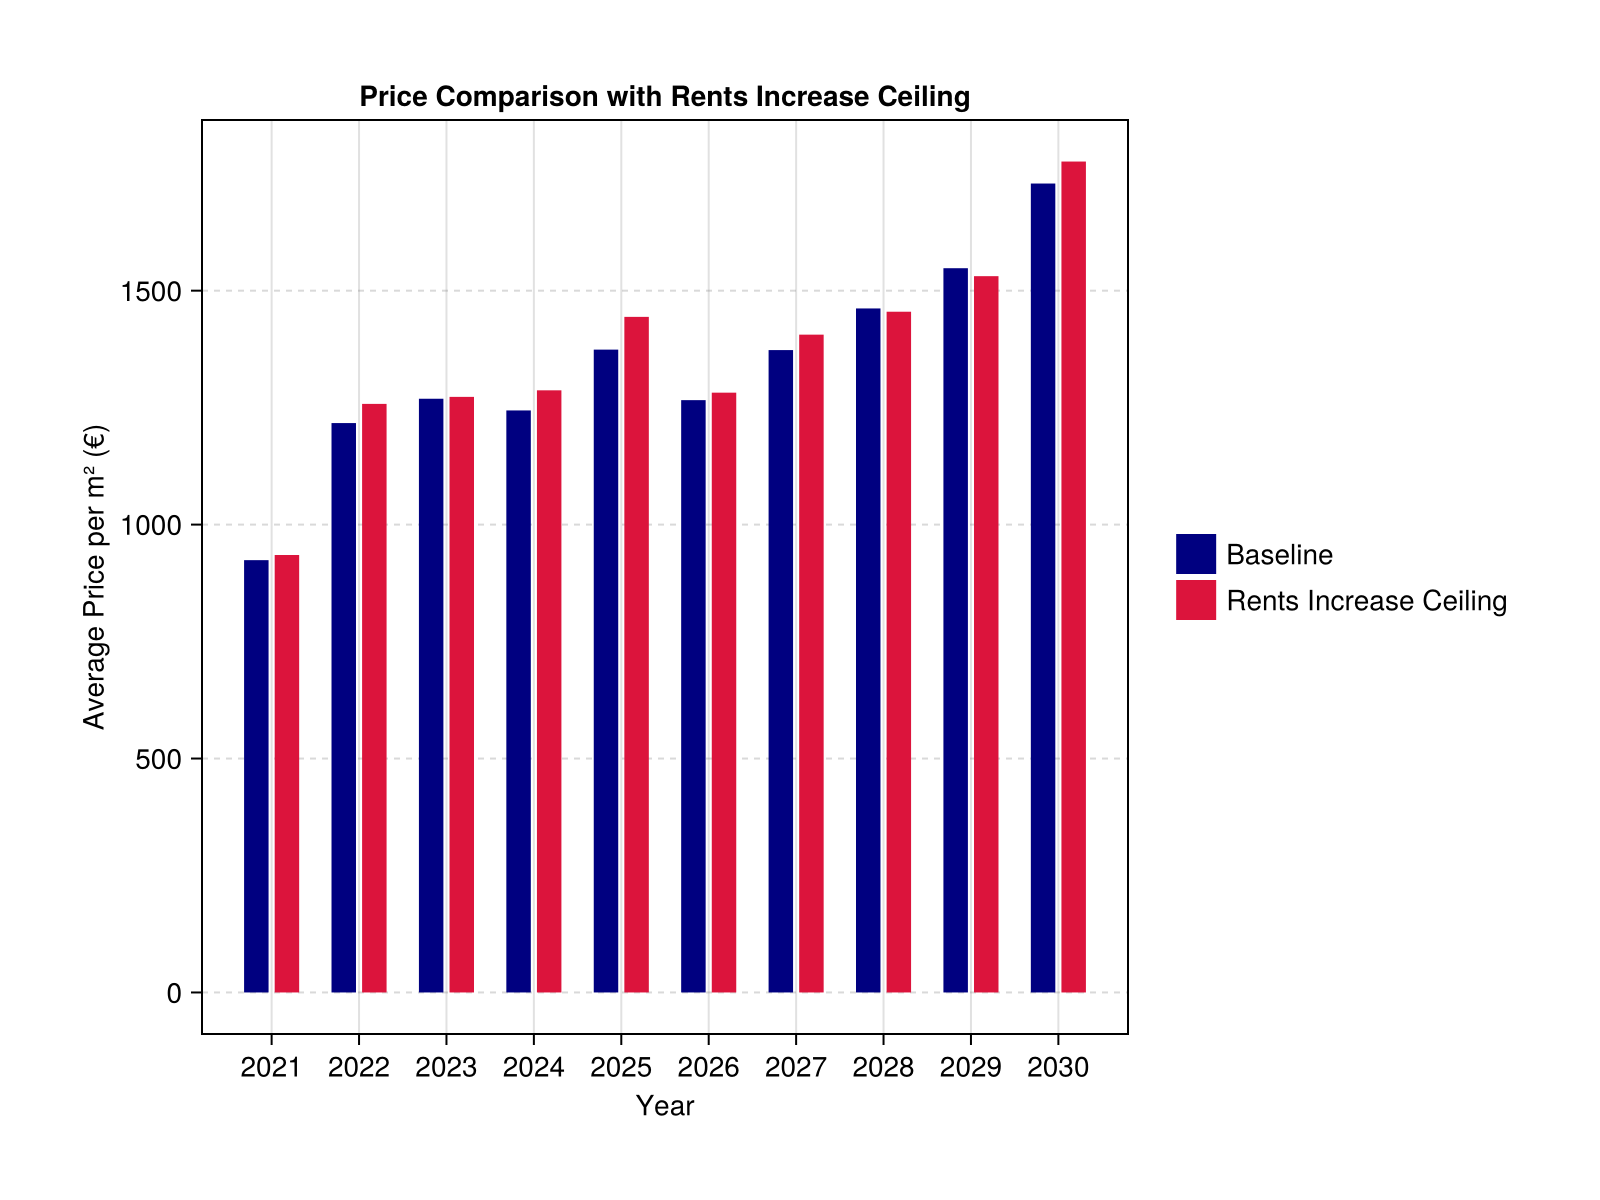 Price Comparison with Rents Increase Ceiling
Average Price per m² (€)
1500
1000
500
0
2021 2022 2023 2024 2025 2026 2027 2028 2029 2030
Year
Baseline
Rents Increase Ceiling